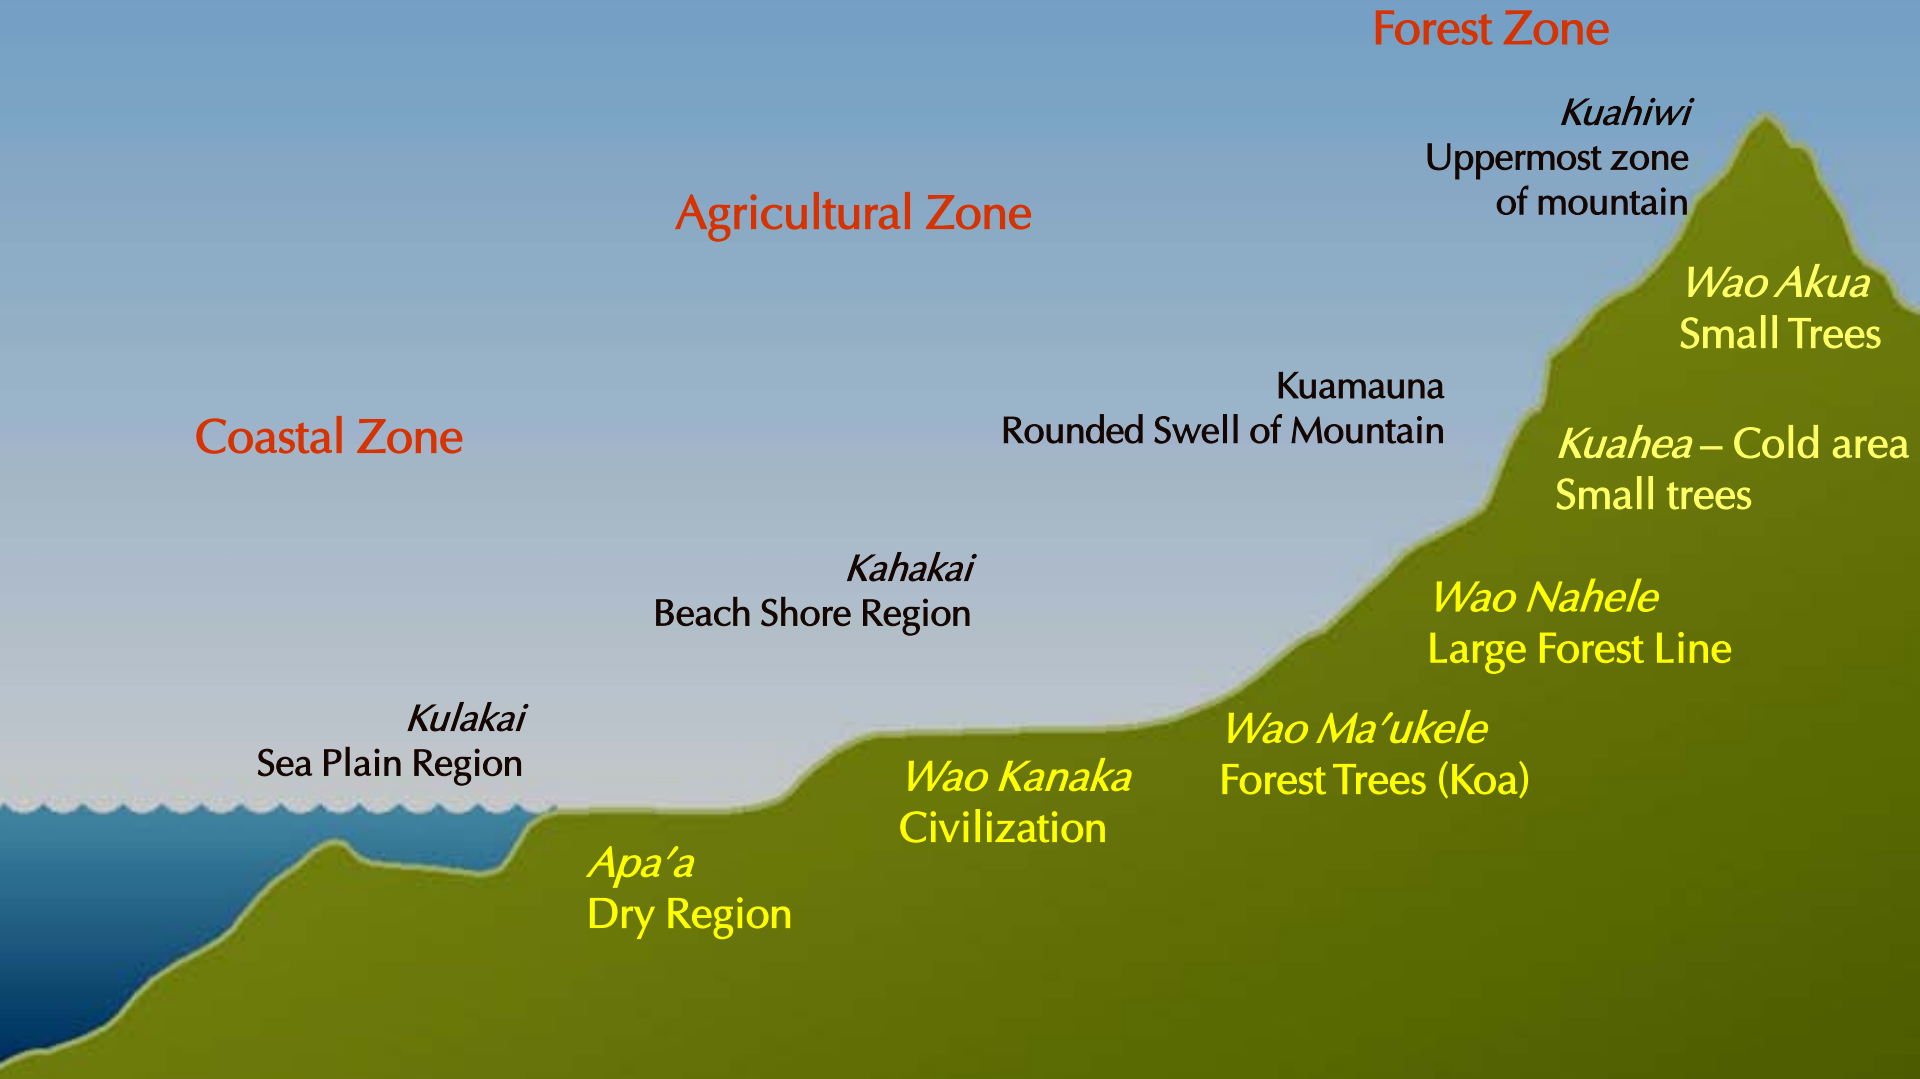 Forest Zone
Kuahiwi
Uppermost zone
of mountain
Agricultural Zone
Wao Akua
Small Trees
Kuamauna
Rounded Swell of Mountain
Coastal Zone
Kuahea – Cold area
Small trees
Kahakai
Beach Shore Region
Wao Nahele
Large Forest Line
Kulakai
Sea Plain Region
Wao Ma'ukele
Forest Trees (Koa)
Wao Kanaka
Civilization
Apa'a
Dry Region